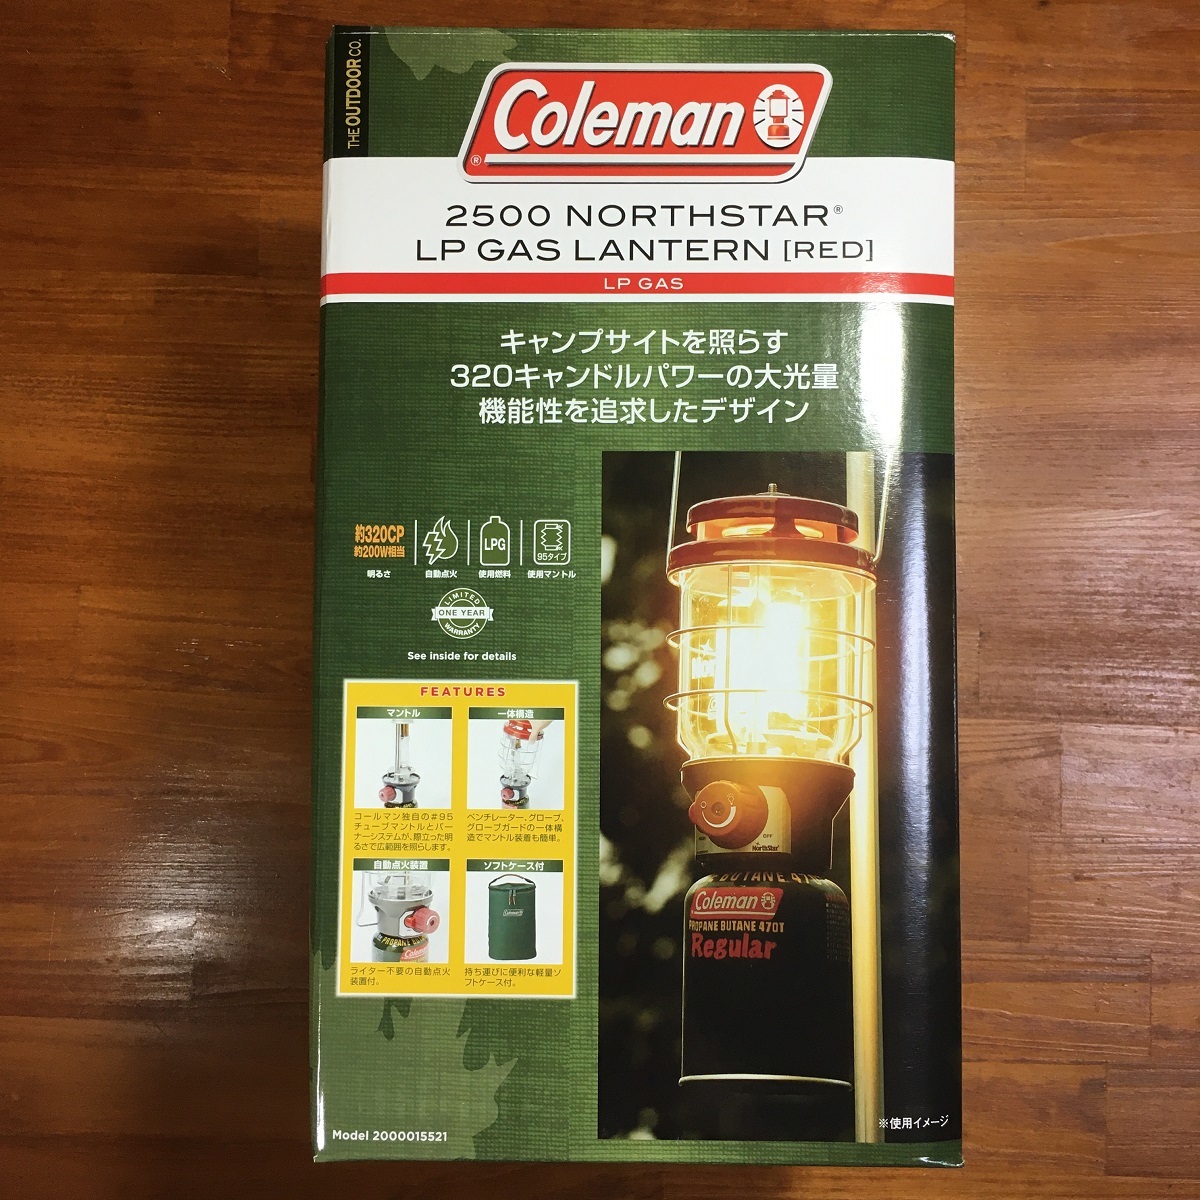 THE OUTDOOR CO.
Coleman
®
2500 NORTHSTAR®
LP GAS LANTERN [RED]
LP GAS
キャンプサイトを照らす
320キャンドルパワーの大光量
機能性を追求したデザイン
約320CP
約200W相当
明るさ
自動点火
LPG
使用燃料
95タイプ
使用マントル
LIMITED
ONE YEAR
WARRANTY
See inside for details
FEATURES
マントル
コールマン独自の#95
チューブマントルとバー
ナーシステムが、際立った明
るさで広範囲を照らします。
一体構造
ベンチレーター、グローブ、
グローブガードの一体構
造でマントル装着も簡単。
自動点火装置
PROPANE
Coleman
ライター不要の自動点火
装置付。
ソフトケース付
Coleman
持ち運びに便利な軽量ソ
フトケース付。
OFF
NorthStar
BUTANE 470
Coleman
PROPANE BUTANE 470T
Regular
※使用イメージ
Model 2000015521